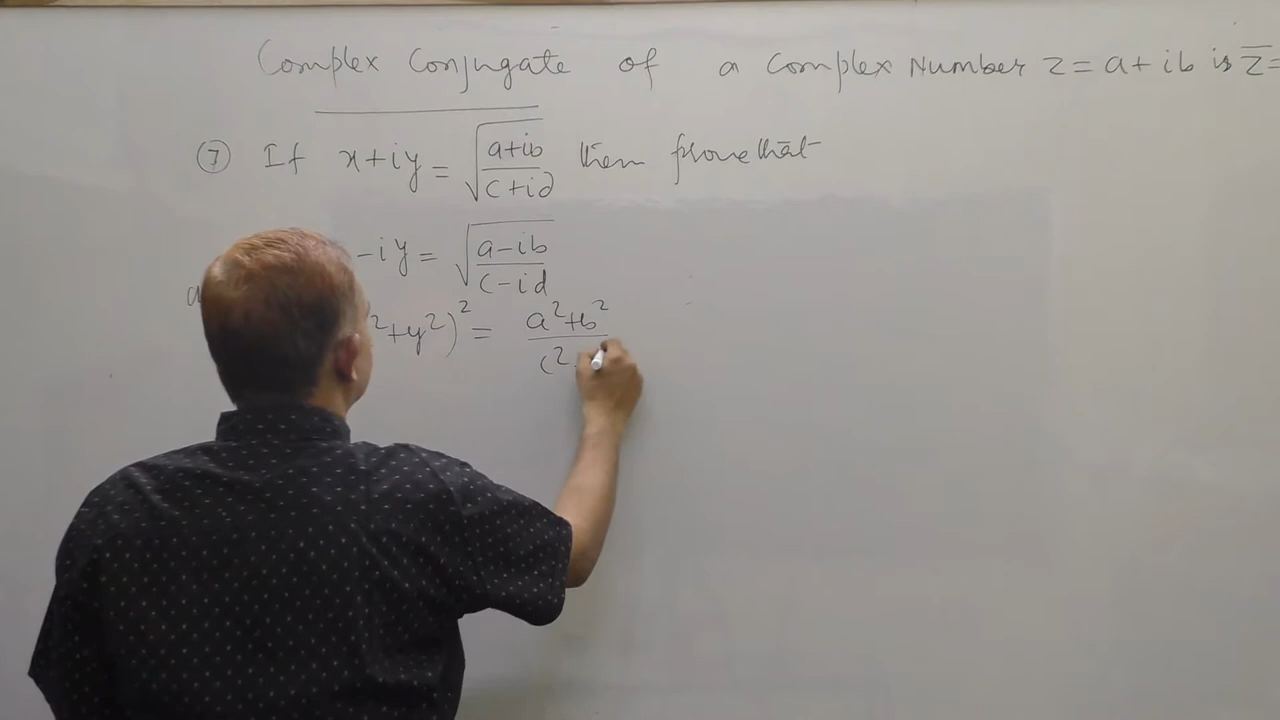 Complex Conjugate of a Complex Number z = a + ib is z̅ =
⑦ If x+iy = √((a+ib)/(c+id)) then prove that
-iy = √((a-ib)/(c-id))
²+y²)² = (a²+b²)/(c²